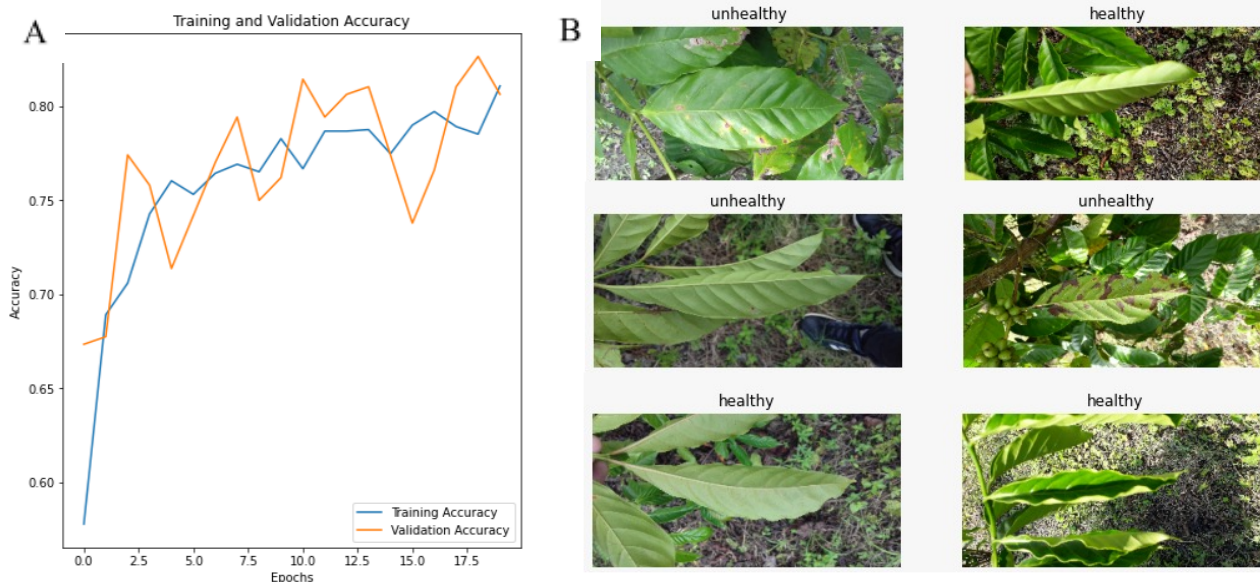 A
Training and Validation Accuracy
Accuracy
0.80
0.75
0.70
0.65
0.60
Training Accuracy
Validation Accuracy
0.0 2.5 5.0 7.5 10.0 12.5 15.0 17.5
Epochs
B
unhealthy
healthy
unhealthy
unhealthy
healthy
healthy